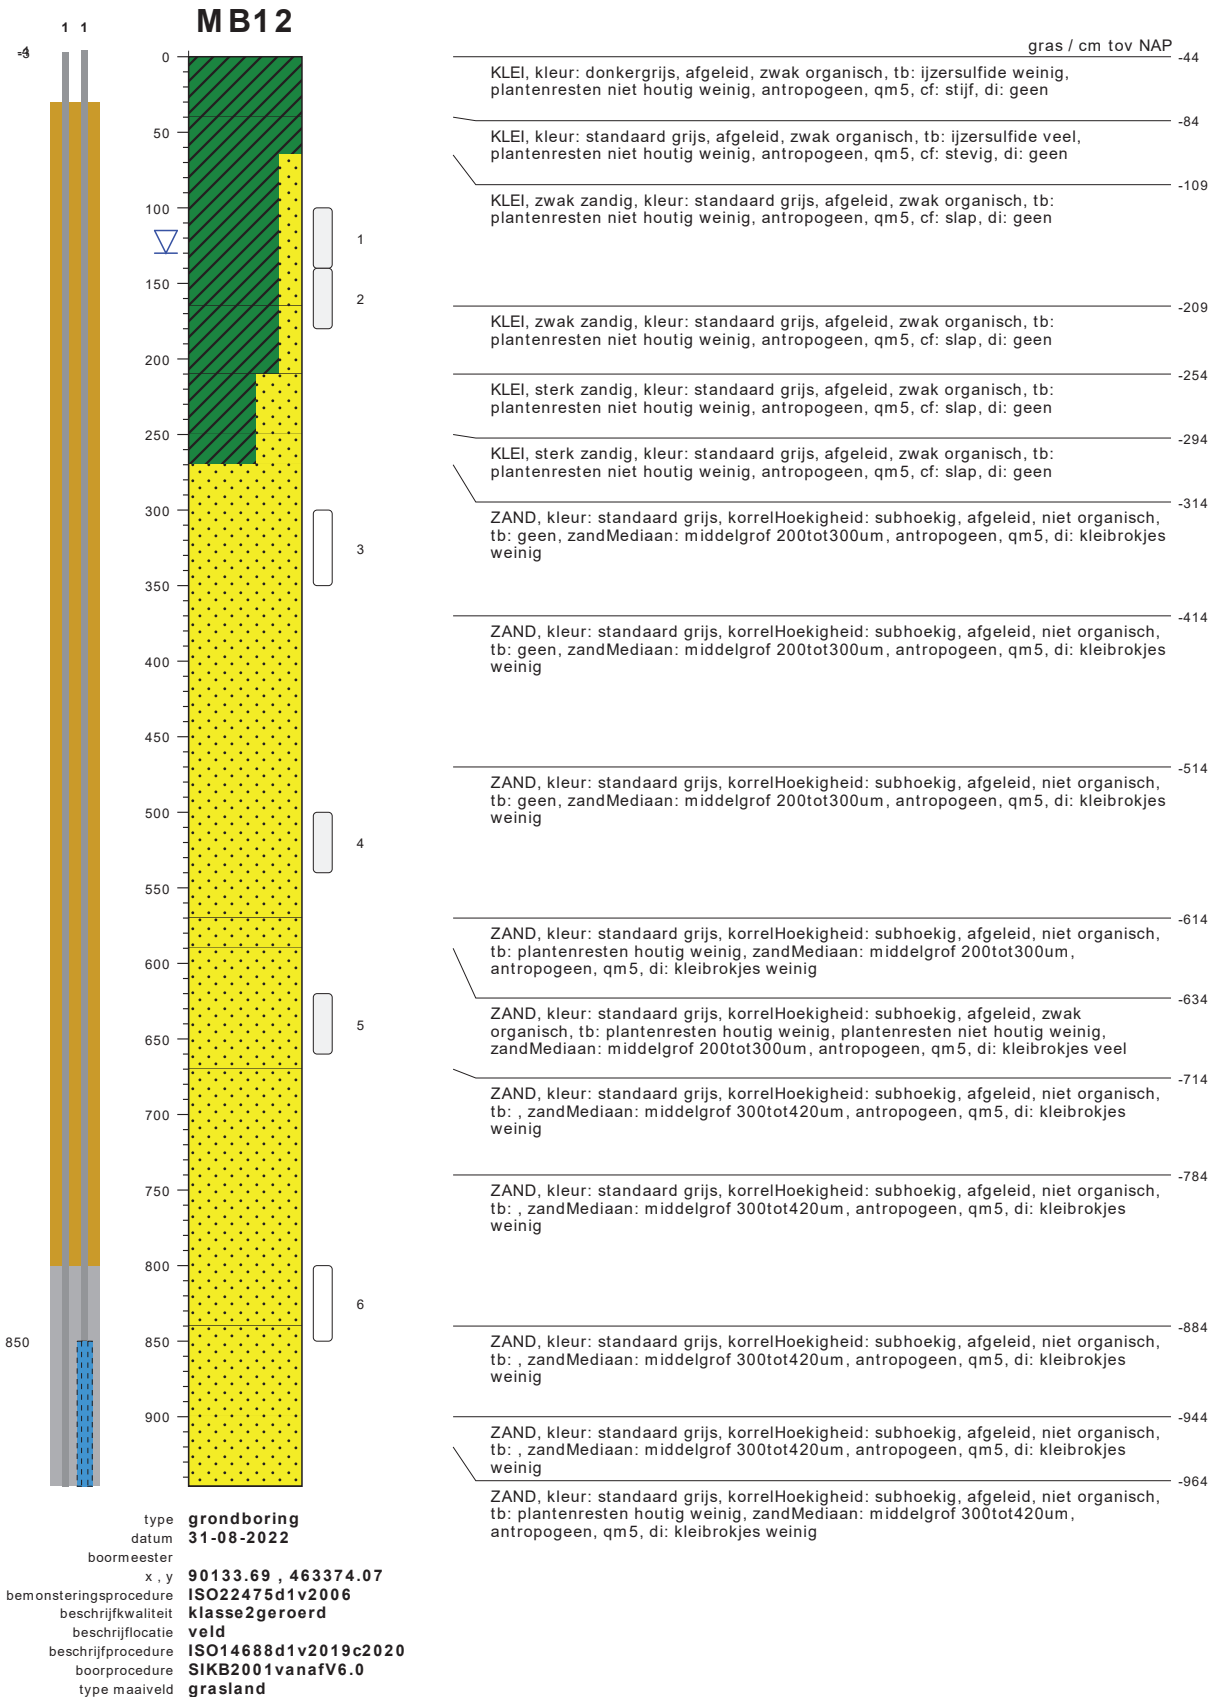 MB12
1 1
gras / cm tov NAP
0
-44
KLEI, kleur: donkergrijs, afgeleid, zwak organisch, tb: ijzersulfide weinig,
plantenresten niet houtig weinig, antropogeen, qm5, cf: stijf, di: geen
-84
50
KLEI, kleur: standaard grijs, afgeleid, zwak organisch, tb: ijzersulfide veel,
plantenresten niet houtig weinig, antropogeen, qm5, cf: stevig, di: geen
-109
KLEI, zwak zandig, kleur: standaard grijs, afgeleid, zwak organisch, tb:
plantenresten niet houtig weinig, antropogeen, qm5, cf: slap, di: geen
100
1
150
2
-209
KLEI, zwak zandig, kleur: standaard grijs, afgeleid, zwak organisch, tb:
plantenresten niet houtig weinig, antropogeen, qm5, cf: slap, di: geen
200
-254
KLEI, sterk zandig, kleur: standaard grijs, afgeleid, zwak organisch, tb:
plantenresten niet houtig weinig, antropogeen, qm5, cf: slap, di: geen
250
-294
KLEI, sterk zandig, kleur: standaard grijs, afgeleid, zwak organisch, tb:
plantenresten niet houtig weinig, antropogeen, qm5, cf: slap, di: geen
-314
300
ZAND, kleur: standaard grijs, korrelHoekigheid: subhoekig, afgeleid, niet organisch,
tb: geen, zandMediaan: middelgrof 200tot300um, antropogeen, qm5, di: kleibrokjes
weinig
3
350
-414
400
ZAND, kleur: standaard grijs, korrelHoekigheid: subhoekig, afgeleid, niet organisch,
tb: geen, zandMediaan: middelgrof 200tot300um, antropogeen, qm5, di: kleibrokjes
weinig
450
-514
ZAND, kleur: standaard grijs, korrelHoekigheid: subhoekig, afgeleid, niet organisch,
tb: geen, zandMediaan: middelgrof 200tot300um, antropogeen, qm5, di: kleibrokjes
weinig
500
4
550
-614
ZAND, kleur: standaard grijs, korrelHoekigheid: subhoekig, afgeleid, niet organisch,
tb: plantenresten houtig weinig, zandMediaan: middelgrof 200tot300um,
antropogeen, qm5, di: kleibrokjes weinig
600
-634
ZAND, kleur: standaard grijs, korrelHoekigheid: subhoekig, afgeleid, zwak
organisch, tb: plantenresten houtig weinig, plantenresten niet houtig weinig,
zandMediaan: middelgrof 200tot300um, antropogeen, qm5, di: kleibrokjes veel
5
650
-714
ZAND, kleur: standaard grijs, korrelHoekigheid: subhoekig, afgeleid, niet organisch,
tb: , zandMediaan: middelgrof 300tot420um, antropogeen, qm5, di: kleibrokjes
weinig
700
-784
750
ZAND, kleur: standaard grijs, korrelHoekigheid: subhoekig, afgeleid, niet organisch,
tb: , zandMediaan: middelgrof 300tot420um, antropogeen, qm5, di: kleibrokjes
weinig
800
6
-884
850
850
ZAND, kleur: standaard grijs, korrelHoekigheid: subhoekig, afgeleid, niet organisch,
tb: , zandMediaan: middelgrof 300tot420um, antropogeen, qm5, di: kleibrokjes
weinig
900
-944
ZAND, kleur: standaard grijs, korrelHoekigheid: subhoekig, afgeleid, niet organisch,
tb: , zandMediaan: middelgrof 300tot420um, antropogeen, qm5, di: kleibrokjes
weinig
-964
ZAND, kleur: standaard grijs, korrelHoekigheid: subhoekig, afgeleid, niet organisch,
tb: plantenresten houtig weinig, zandMediaan: middelgrof 300tot420um,
antropogeen, qm5, di: kleibrokjes weinig
type grondboring
datum 31-08-2022
boormeester
x , y 90133.69 , 463374.07
bemonsteringsprocedure ISO22475d1v2006
beschrijfkwaliteit klasse2geroerd
beschrijflocatie veld
beschrijfprocedure ISO14688d1v2019c2020
boorprocedure SIKB2001vanafV6.0
type maaiveld grasland